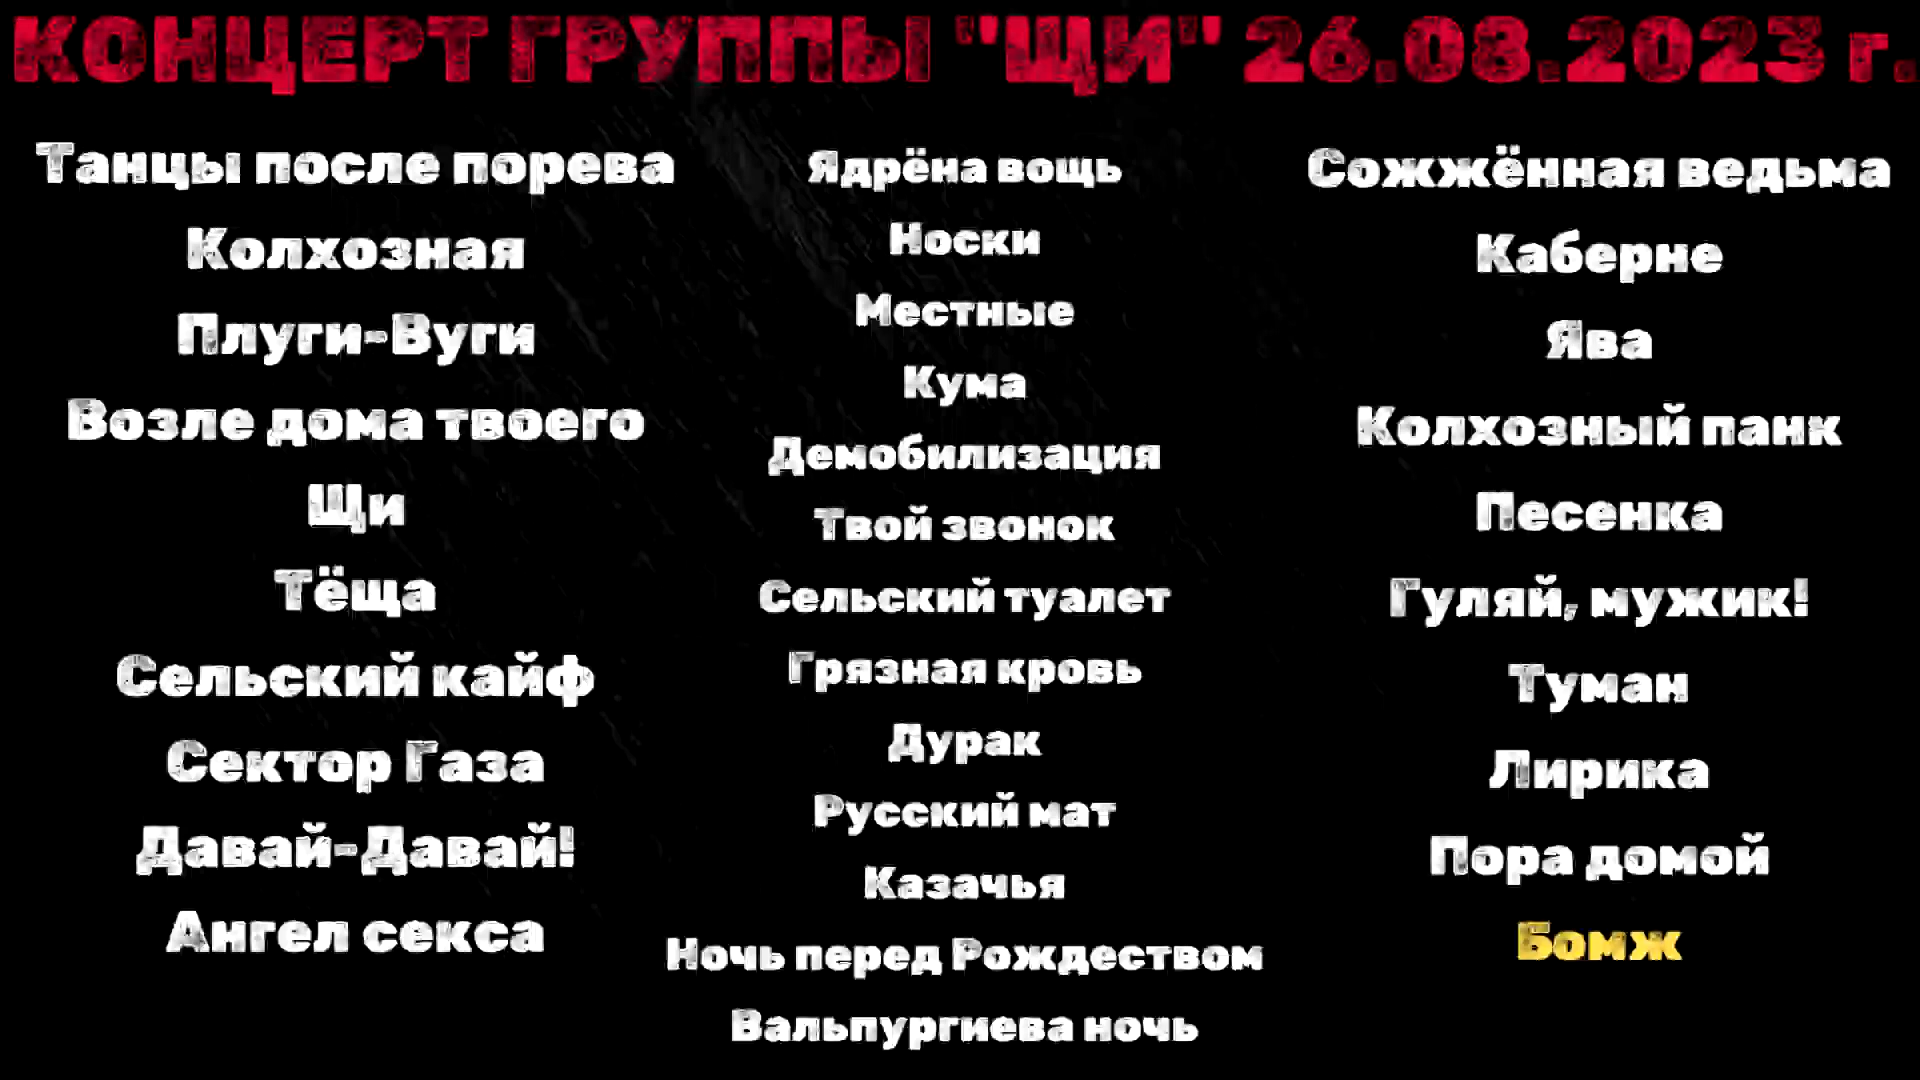 КОНЦЕРТ ГРУППЫ "ЩИ" 26.08.2023 г.
Танцы после порева
Колхозная
Плуги-Вуги
Возле дома твоего
Щи
Тёща
Сельский кайф
Сектор Газа
Давай-Давай!
Ангел секса
Ядрёна вощь
Носки
Местные
Кума
Демобилизация
Твой звонок
Сельский туалет
Грязная кровь
Дурак
Русский мат
Казачья
Ночь перед Рождеством
Вальпургиева ночь
Сожжённая ведьма
Каберне
Ява
Колхозный панк
Песенка
Гуляй, мужик!
Туман
Лирика
Пора домой
Бомж